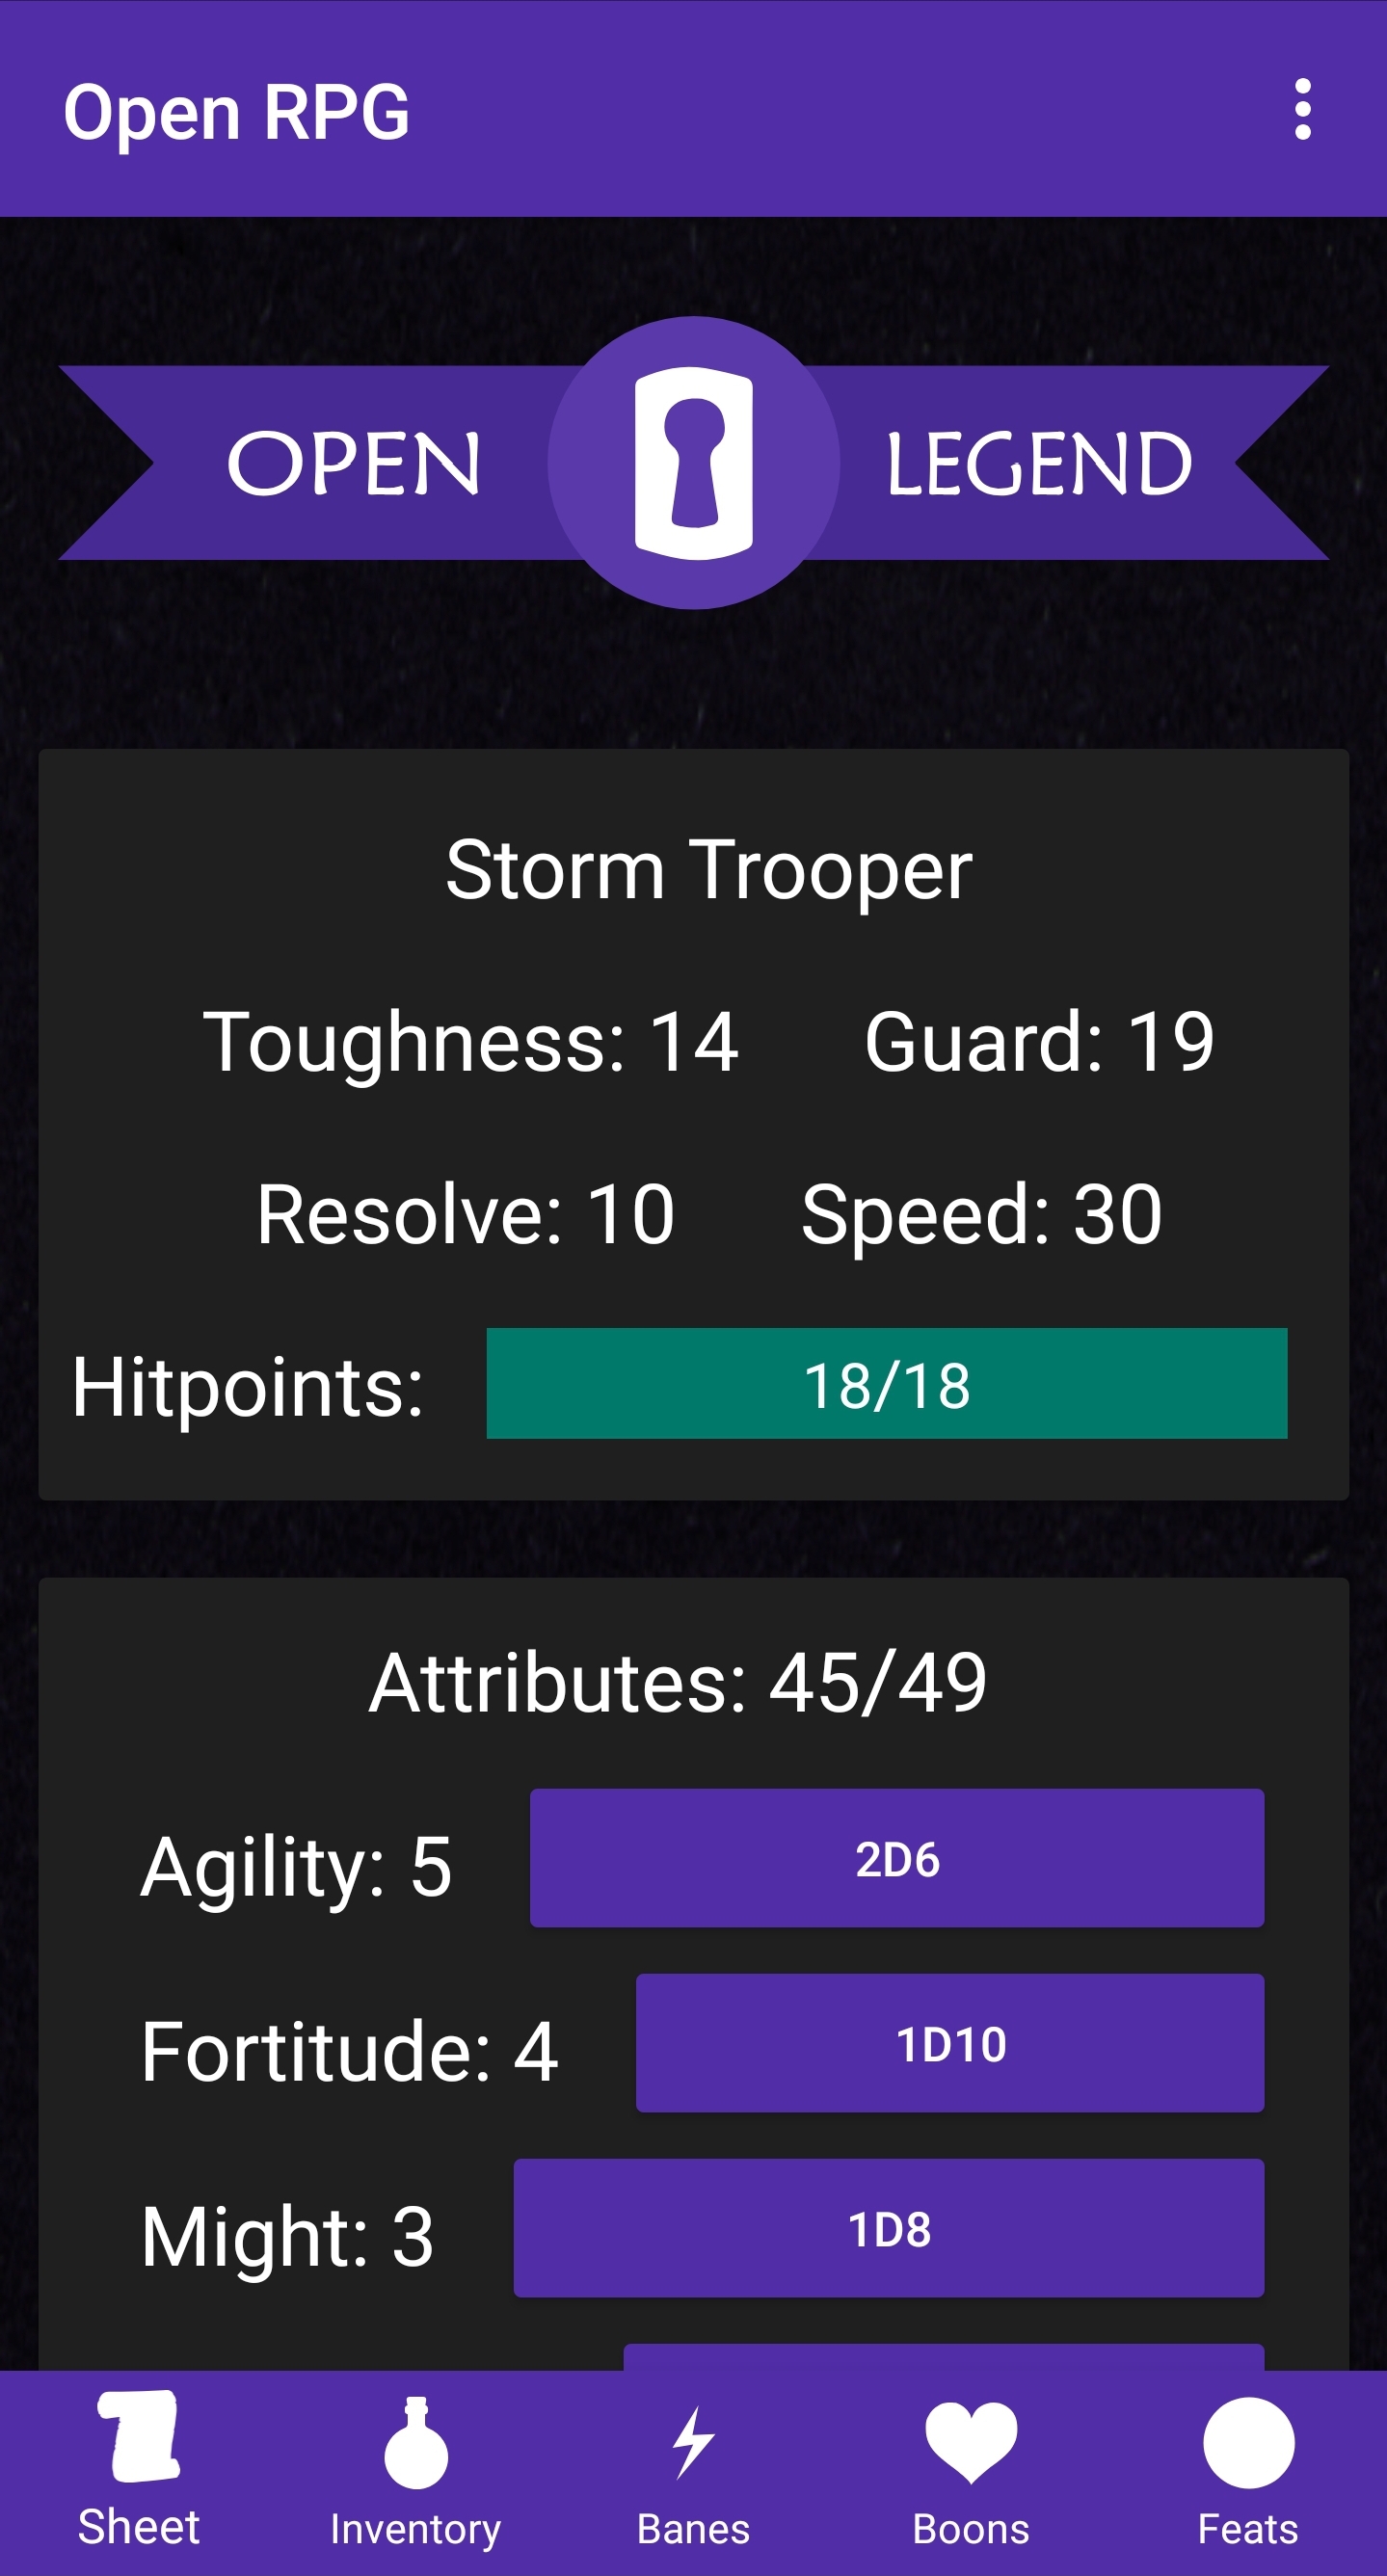 Open RPG
OPEN LEGEND
Storm Trooper
Toughness: 14 Guard: 19
Resolve: 10 Speed: 30
Hitpoints: 18/18
Attributes: 45/49
Agility: 5 2D6
Fortitude: 4 1D10
Might: 3 1D8
Sheet Inventory Banes Boons Feats